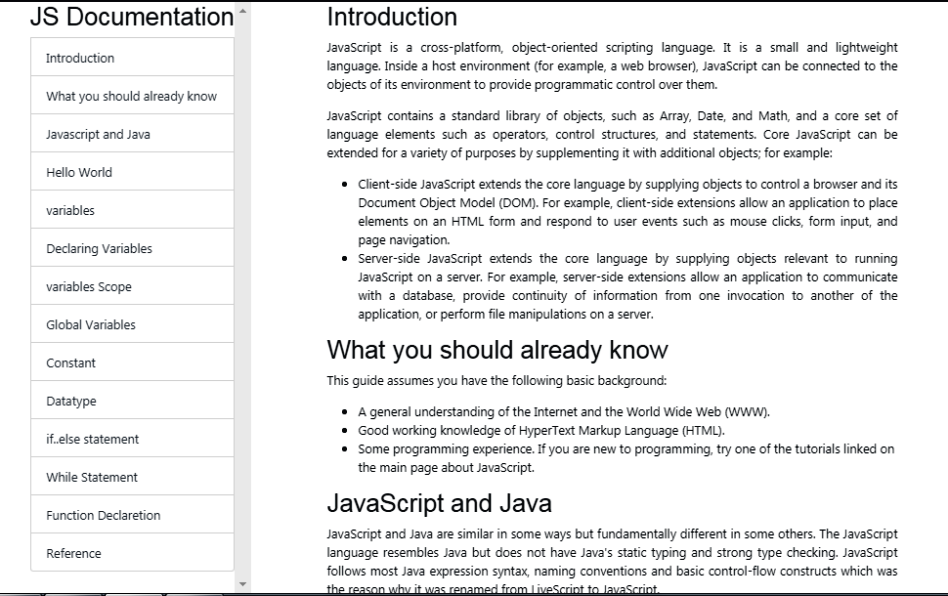 JS Documentation
Introduction
What you should already know
Javascript and Java
Hello World
variables
Declaring Variables
variables Scope
Global Variables
Constant
Datatype
if..else statement
While Statement
Function Declaretion
Reference
Introduction
JavaScript is a cross-platform, object-oriented scripting language. It is a small and lightweight
language. Inside a host environment (for example, a web browser), JavaScript can be connected to the
objects of its environment to provide programmatic control over them.
JavaScript contains a standard library of objects, such as Array, Date, and Math, and a core set of
language elements such as operators, control structures, and statements. Core JavaScript can be
extended for a variety of purposes by supplementing it with additional objects; for example:
• Client-side JavaScript extends the core language by supplying objects to control a browser and its
Document Object Model (DOM). For example, client-side extensions allow an application to place
elements on an HTML form and respond to user events such as mouse clicks, form input, and
page navigation.
• Server-side JavaScript extends the core language by supplying objects relevant to running
JavaScript on a server. For example, server-side extensions allow an application to communicate
with a database, provide continuity of information from one invocation to another of the
application, or perform file manipulations on a server.
What you should already know
This guide assumes you have the following basic background:
• A general understanding of the Internet and the World Wide Web (WWW).
• Good working knowledge of HyperText Markup Language (HTML).
• Some programming experience. If you are new to programming, try one of the tutorials linked on
the main page about JavaScript.
JavaScript and Java
JavaScript and Java are similar in some ways but fundamentally different in some others. The JavaScript
language resembles Java but does not have Java's static typing and strong type checking. JavaScript
follows most Java expression syntax, naming conventions and basic control-flow constructs which was
the reason why it was renamed from LiveScript to JavaScript.